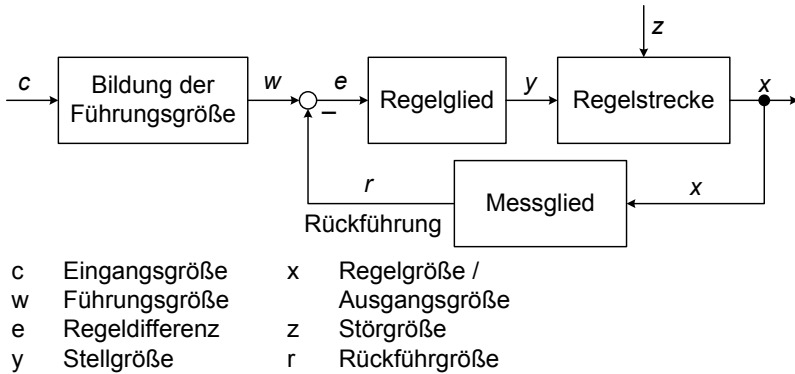 z
c
Bildung der
Führungsgröße
w
e
Regelglied
y
Regelstrecke
x
–
r
Messglied
x
Rückführung
c Eingangsgröße x Regelgröße /
w Führungsgröße Ausgangsgröße
e Regeldifferenz z Störgröße
y Stellgröße r Rückführgröße